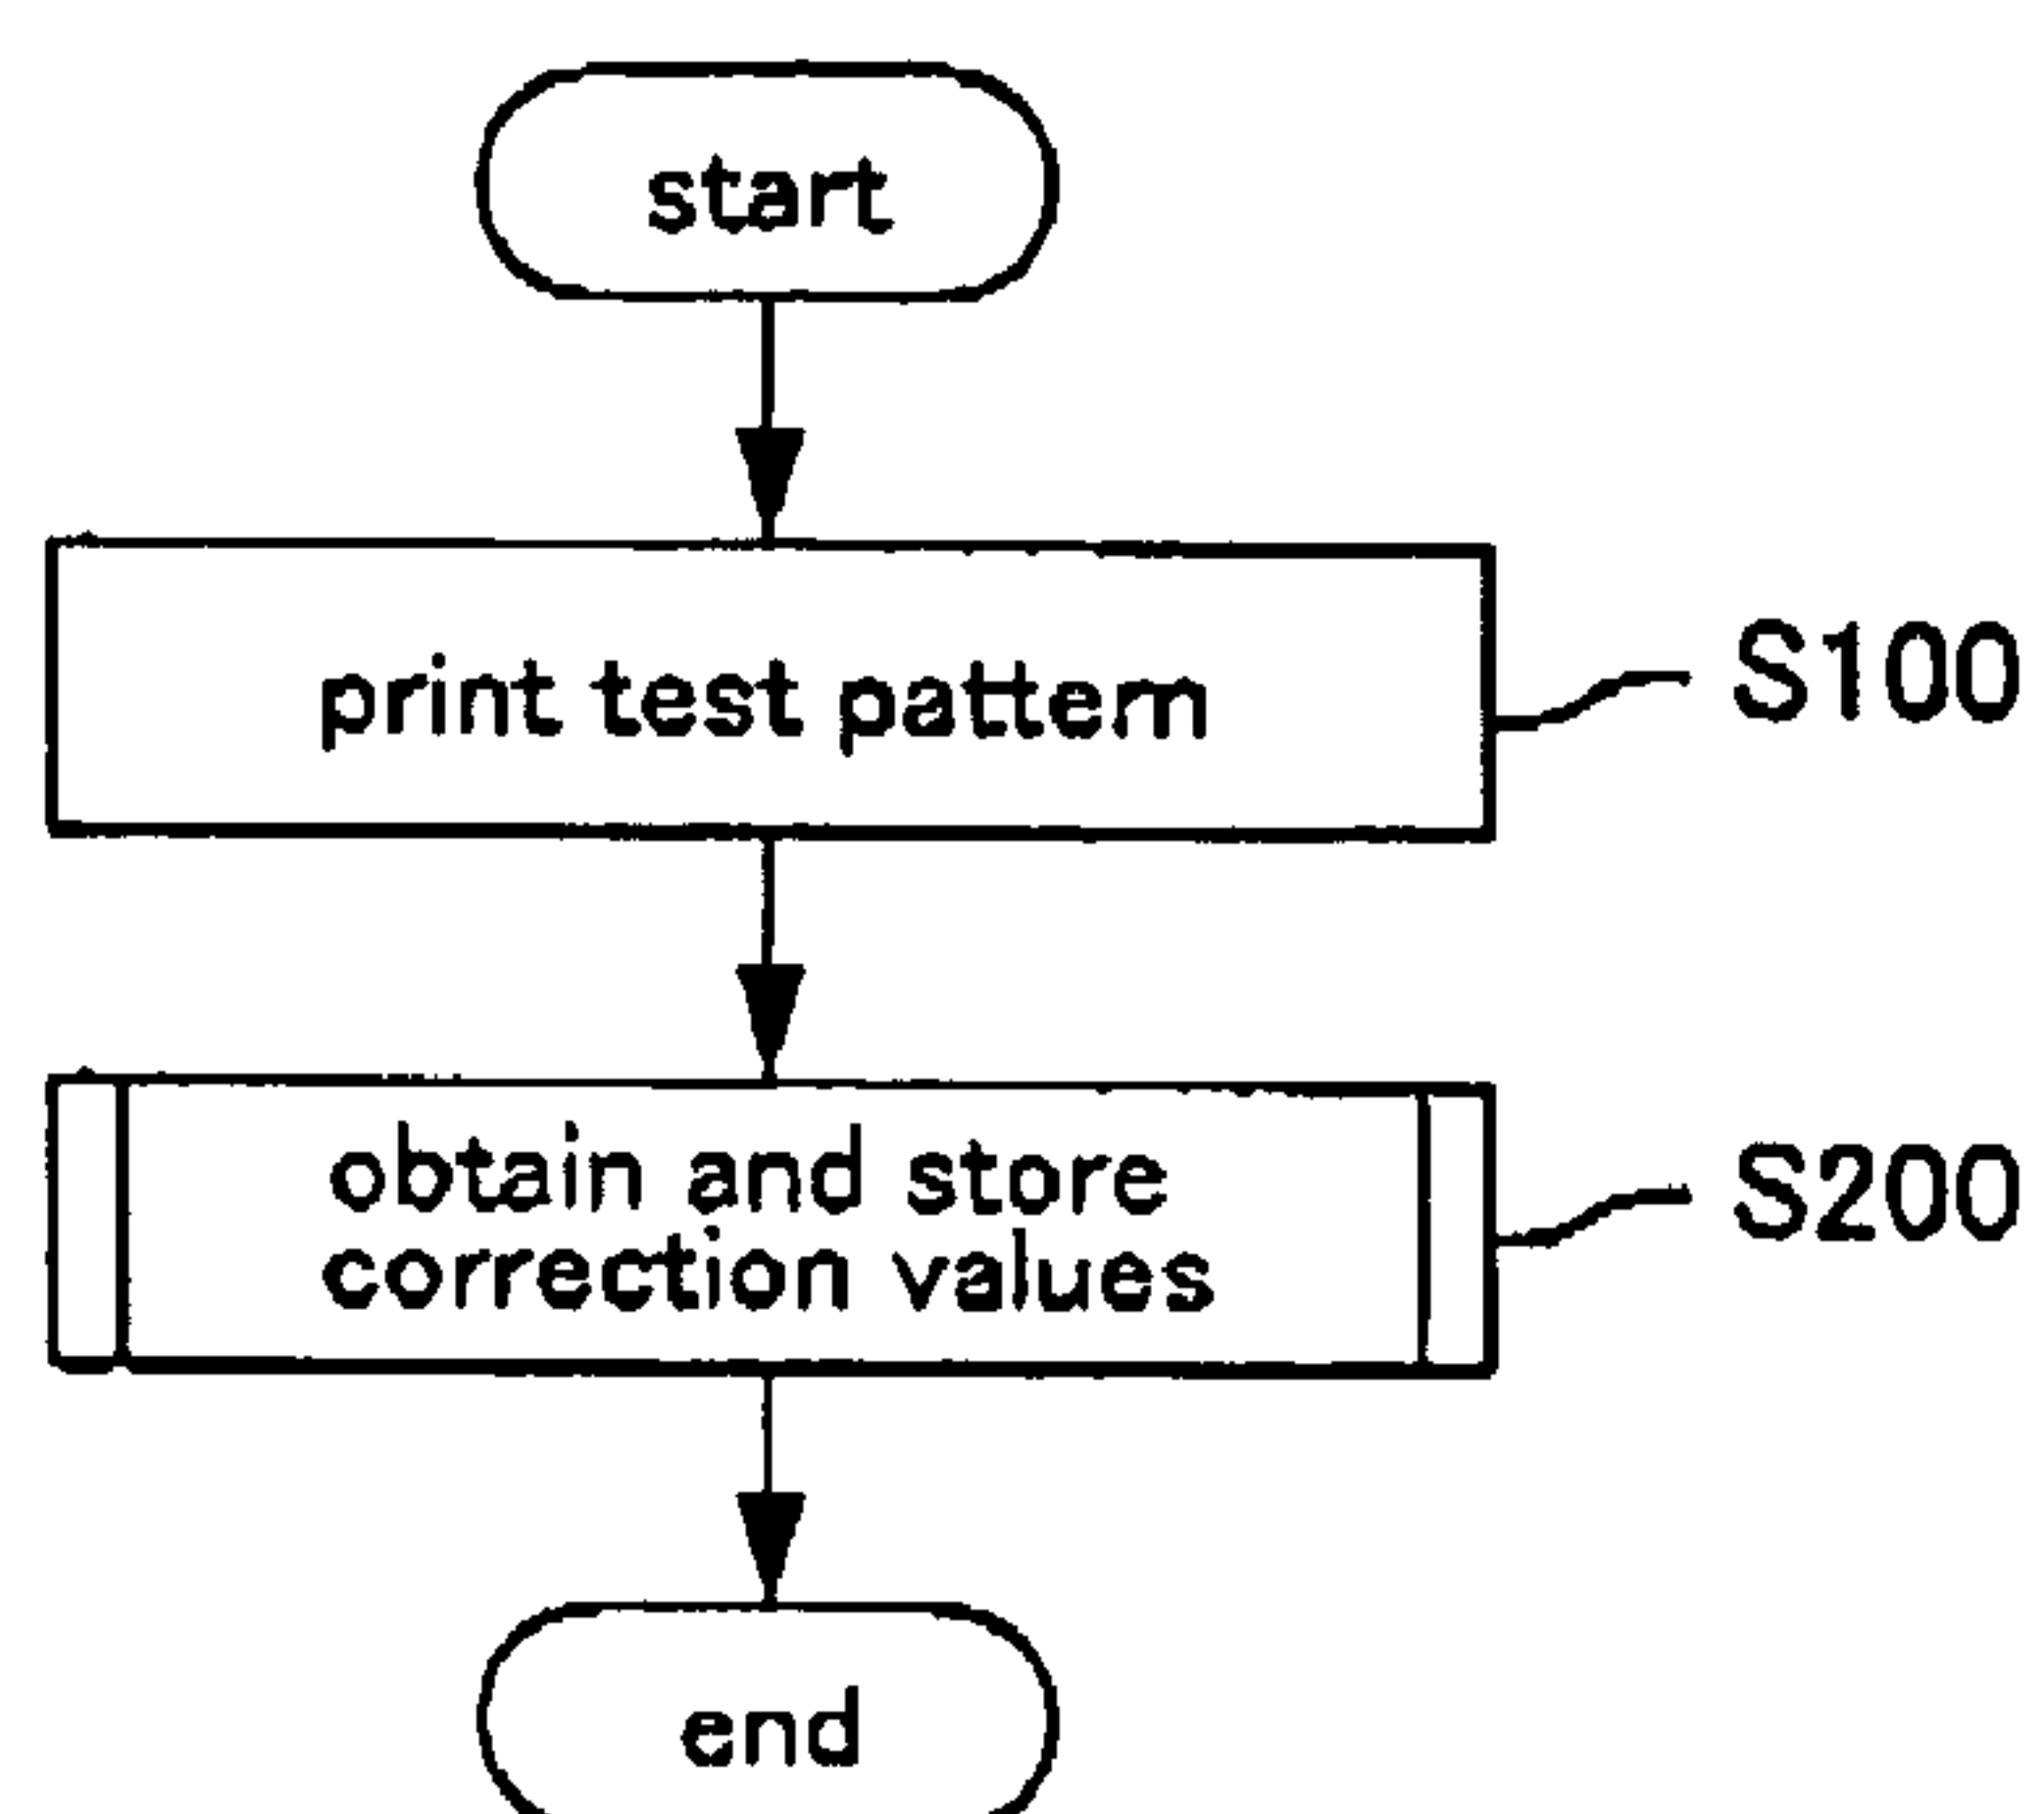 start
print test pattern
S100
obtain and store
correction values
S200
end